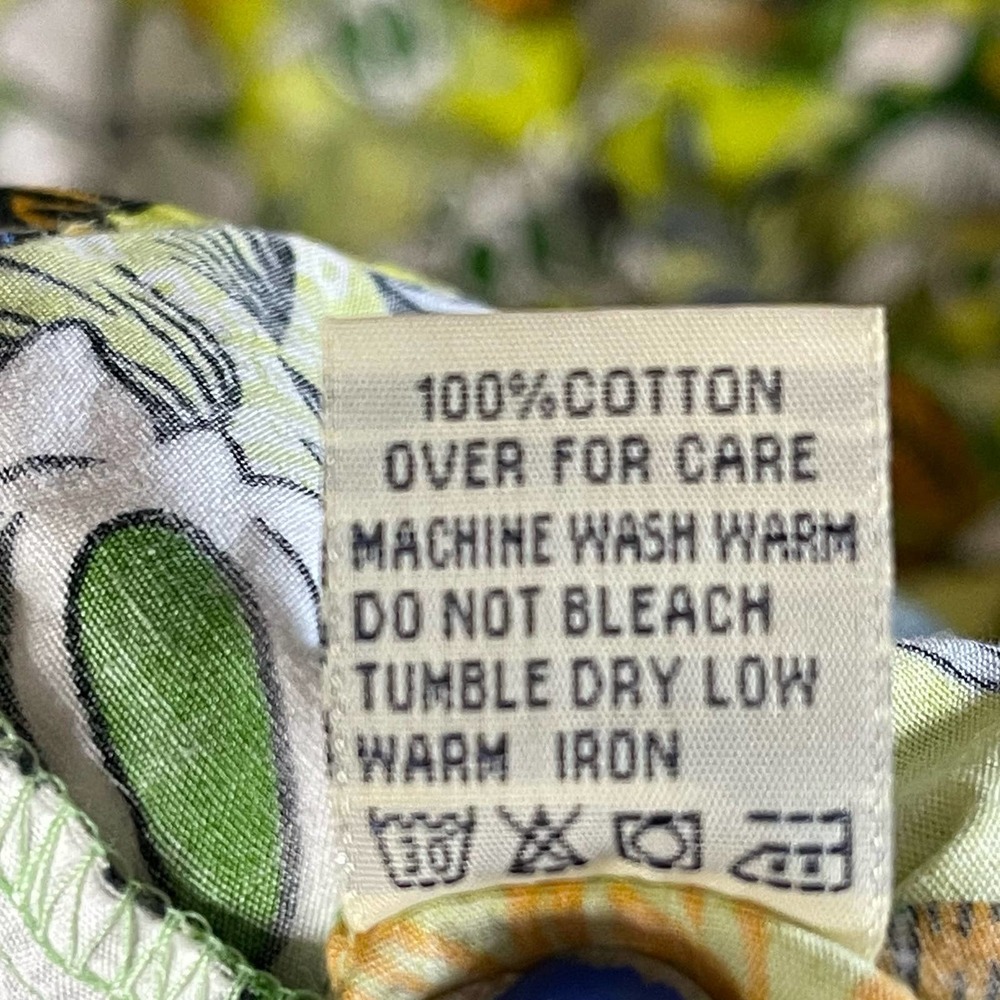 100%COTTON
OVER FOR CARE
MACHINE WASH WARM
DO NOT BLEACH
TUMBLE DRY LOW
WARM IRON